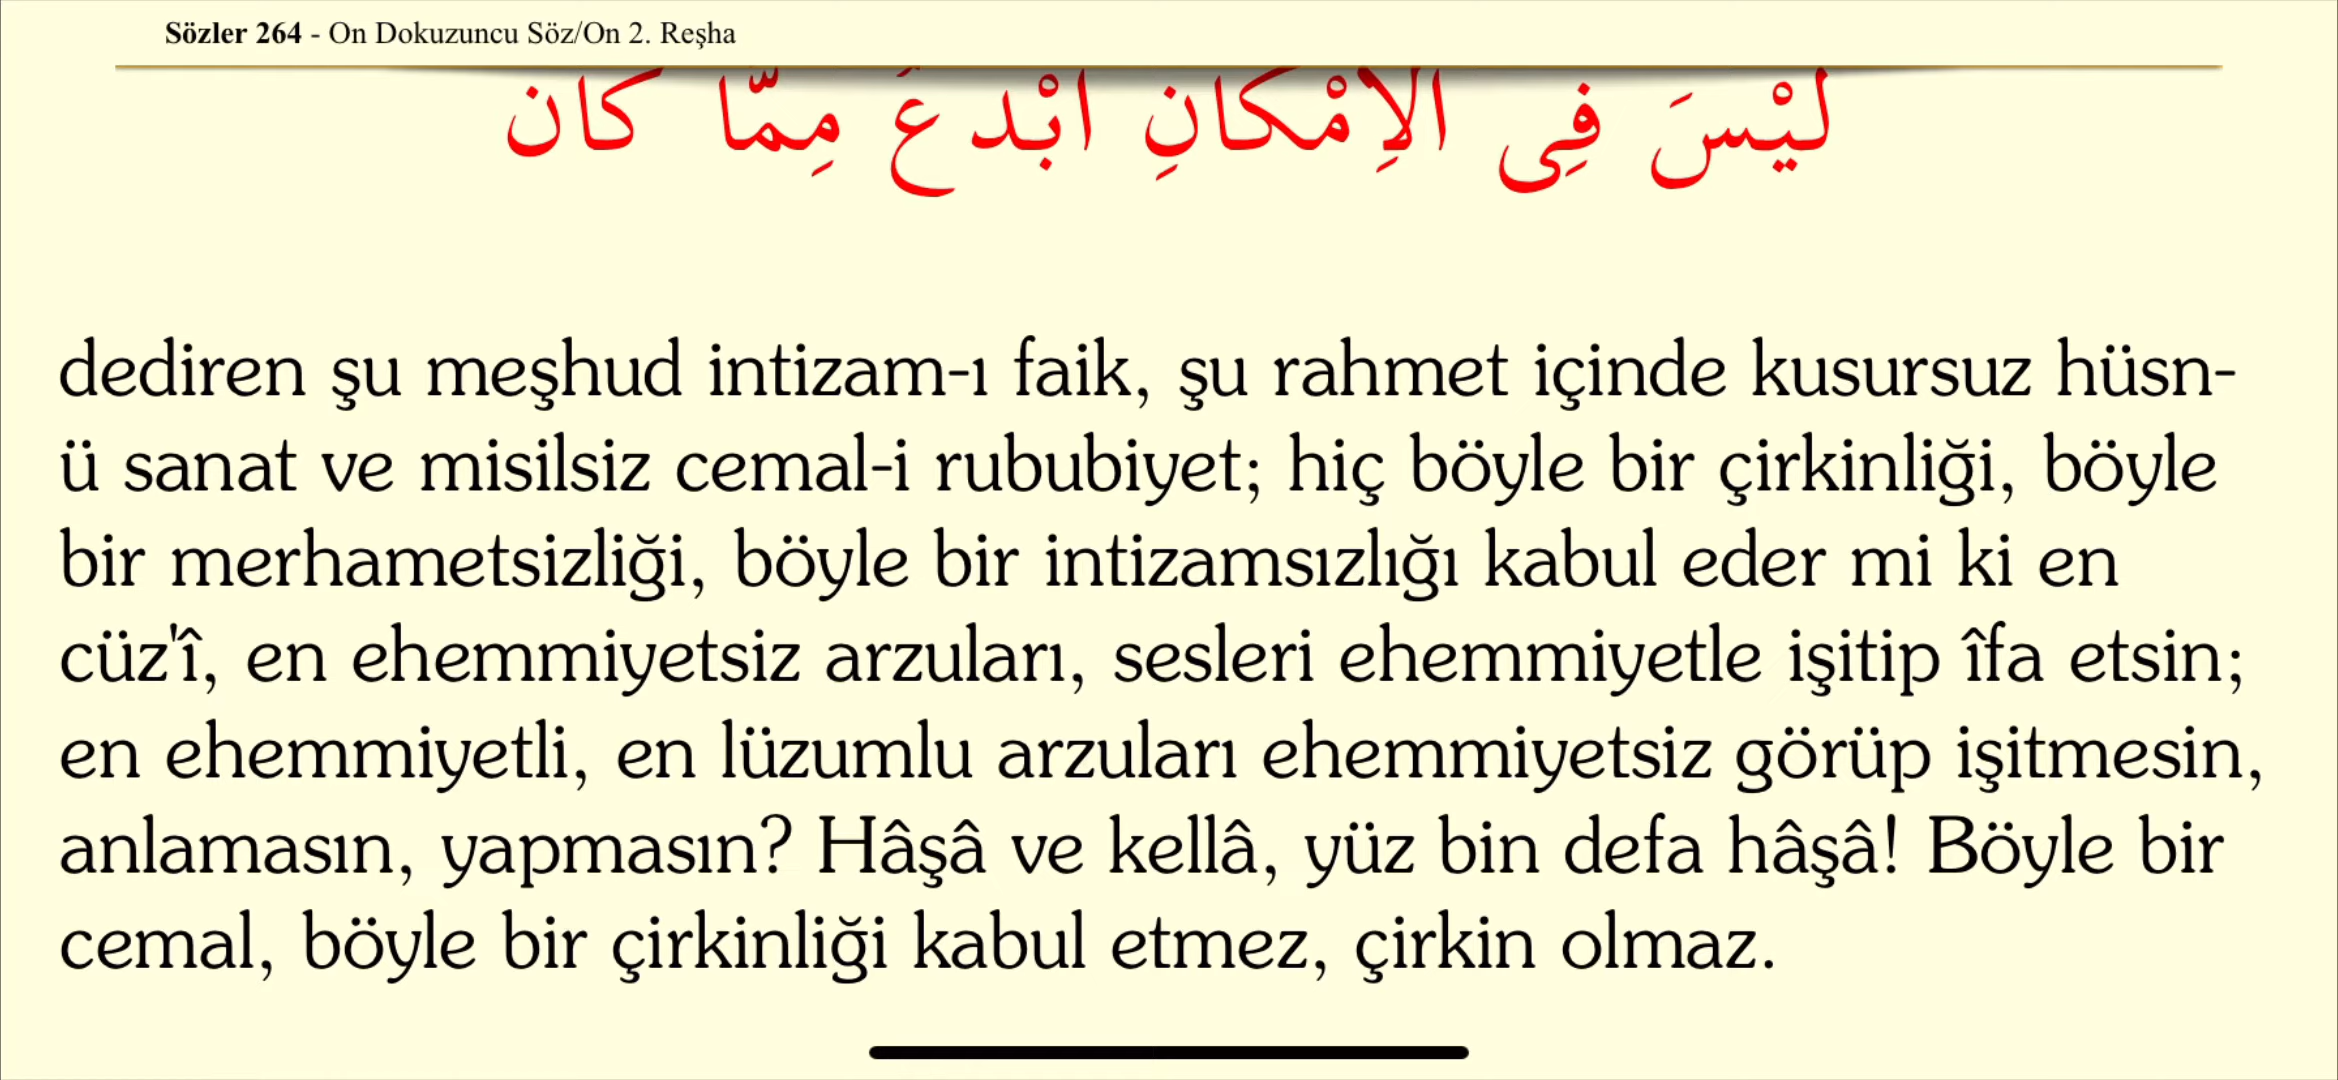 Sözler 264 - On Dokuzuncu Söz/On 2. Reşha
لَيْسَ فِى الْاِمْكَانِ اَبْدَعُ مِمَّا كَانَ
dediren şu meşhud intizam-ı faik, şu rahmet içinde kusursuz hüsn-
ü sanat ve misilsiz cemal-i rububiyet; hiç böyle bir çirkinliği, böyle
bir merhametsizliği, böyle bir intizamsızlığı kabul eder mi ki en
cüz'î, en ehemmiyetsiz arzuları, sesleri ehemmiyetle işitip îfa etsin;
en ehemmiyetli, en lüzumlu arzuları ehemmiyetsiz görüp işitmesin,
anlamasın, yapmasın? Hâşâ ve kellâ, yüz bin defa hâşâ! Böyle bir
cemal, böyle bir çirkinliği kabul etmez, çirkin olmaz.